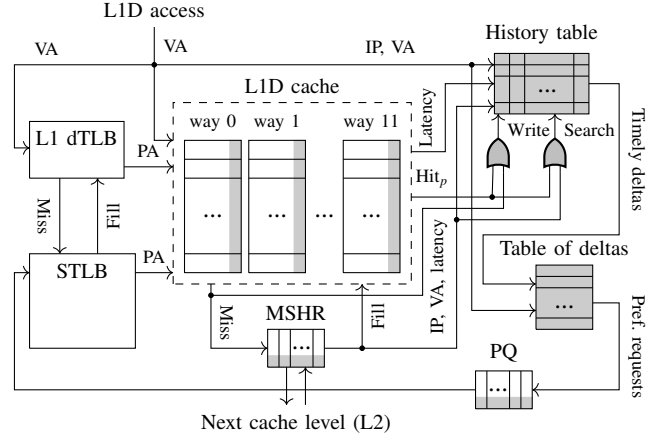 L1D access
VA
VA
IP, VA
History table
...
L1D cache
Latency
way 0
way 1
way 11
Write
Search
L1 dTLB
PA
Hitₚ
Timely deltas
...
...
...
...
Miss
Fill
IP, VA, latency
Table of deltas
STLB
PA
...
Miss
MSHR
Fill
...
Pref. requests
PQ
...
Next cache level (L2)